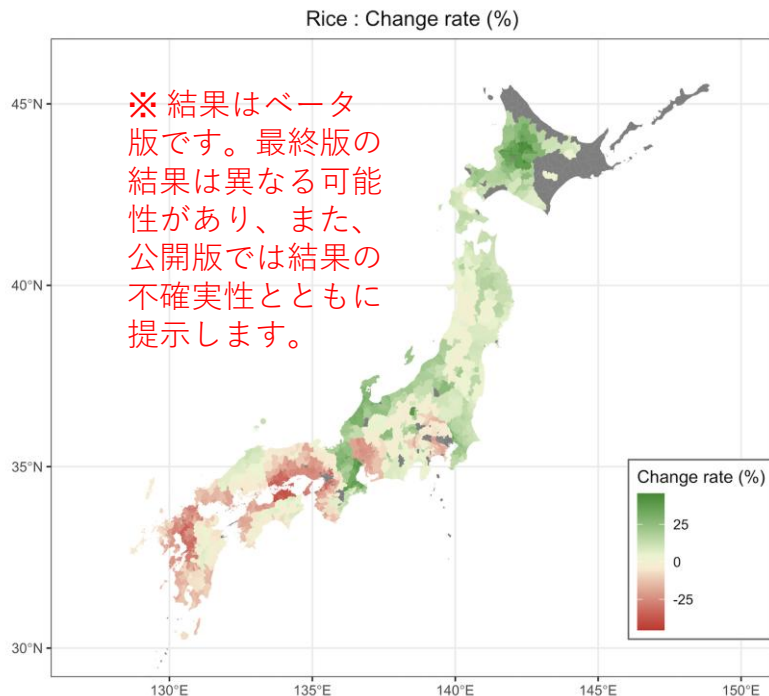 Rice : Change rate (%)
※ 結果はベータ
版です。最終版の
結果は異なる可能
性があり、また、
公開版では結果の
不確実性とともに
提示します。
45°N
40°N
35°N
30°N
Change rate (%)
25
0
-25
130°E
135°E
140°E
145°E
150°E